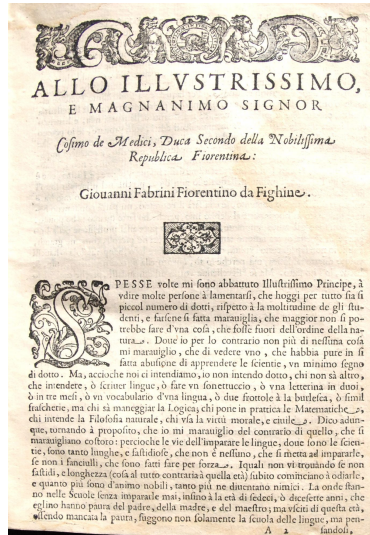 ALLO ILLVSTRISSIMO,
E MAGNANIMO SIGNOR
Cosimo de Medici, Duca Secondo della Nobilissima
Republica Fiorentina:
Giouanni Fabrini Fiorentino da Fighine.
SPESSE volte mi sono abbattuto Illustrissimo Principe, à
vdire molte persone à lamentarsi, che hoggi per tutto sia sì
piccol numero di dotti, rispetto à la moltitudine de gli stu-
denti, e farsene sì fatta marauiglia, che maggior non si po-
trebbe fare d'vna cosa, che fosse fuori dell'ordine della na-
tura. Doue io per lo contrario non più di nessuna cosa
mi marauiglio, che di vedere vno, che habbia pure in sì
fatta abusione di apprendere le scientie, vn minimo segno
di dotto. Ma, acciocche noi ci intendiamo, io non intendo dotto, chi non sà altro,
che intendere, ò scriuer lingue, ò fare vn sonettuccio, ò vna letterina in duoi,
ò in tre mesi, ò vn vocabulario d'vna lingua, ò due frottole à la burlesca, ò simil
frascherie, ma chi sà maneggiar la Logica, chi pone in pratica le Matematiche,
chi intende la Filosofia naturale, chi vsa la virtù morale, e ciuile. Dico adun-
que, tornando à proposito, che io mi marauiglio del contrario di quello, che si
marauigliano costoro: percioche le vie dell'imparare le lingue, doue sono le scien-
tie, sono tanto lunghe, e fastidiose, che non è nessuno, che si metta ad impararle,
se non i fanciulli, che sono fatti fare per forza. Iquali non vi trouando se non
fastidi, e longhezza (cosa al tutto contraria à quella età) subito cominciano à odiarle,
e quanto più sono d'animo nobili, tanto più ne diuentano nimici. La onde stan-
no nelle Scuole senza impararle mai, insino à la età di sedeci, ò dicesette anni, che
eglino hanno paura del padre, della madre, e del maestro; ma vsciti di questa età,
essendo mancata la paura, fuggono non solamente la scuola delle lingue, ma pen-
A 2 sandosi,